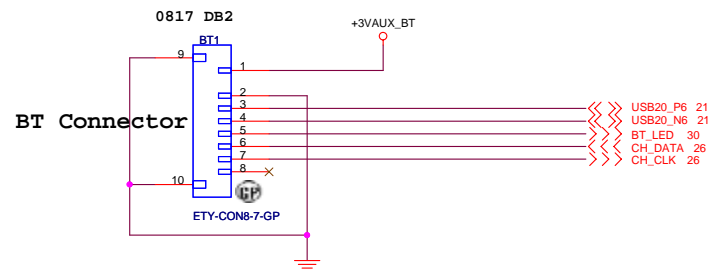 0817 DB2
+3VAUX_BT
BT1
9
1
2
3
USB20_P6 21
4
USB20_N6 21
BT Connector
5
BT_LED 30
6
CH_DATA 26
7
CH_CLK 26
8
10
GP
ETY-CON8-7-GP